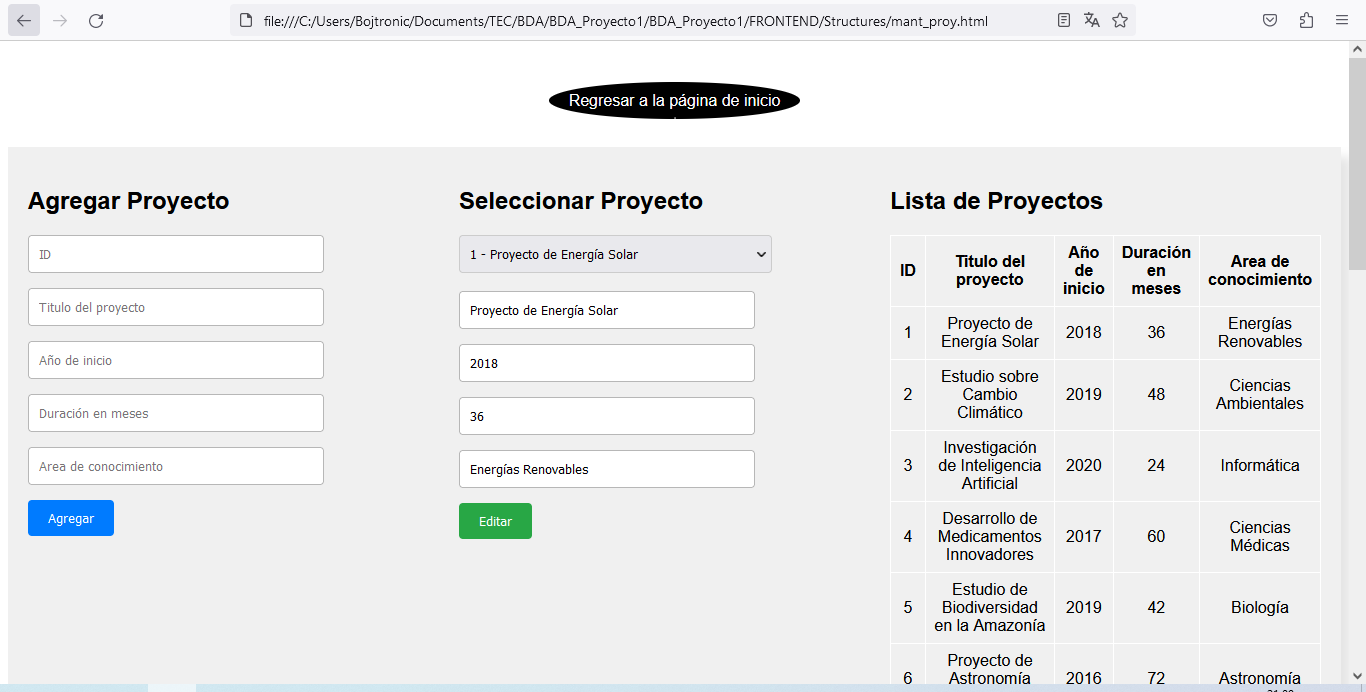 file:///C:/Users/Bojtronic/Documents/TEC/BDA/BDA_Proyecto1/BDA_Proyecto1/FRONTEND/Structures/mant_proy.html
Regresar a la página de inicio
Agregar Proyecto
ID
Titulo del proyecto
Año de inicio
Duración en meses
Area de conocimiento
Agregar
Seleccionar Proyecto
1 - Proyecto de Energía Solar
Proyecto de Energía Solar
2018
36
Energías Renovables
Editar
Lista de Proyectos
ID
Titulo del
proyecto
Año
de
inicio
Duración
en
meses
Area de
conocimiento
1
Proyecto de
Energía Solar
2018
36
Energías
Renovables
2
Estudio sobre
Cambio
Climático
2019
48
Ciencias
Ambientales
3
Investigación
de Inteligencia
Artificial
2020
24
Informática
4
Desarrollo de
Medicamentos
Innovadores
2017
60
Ciencias
Médicas
5
Estudio de
Biodiversidad
en la Amazonía
2019
42
Biología
6
Proyecto de
Astronomía
2016
72
Astronomía